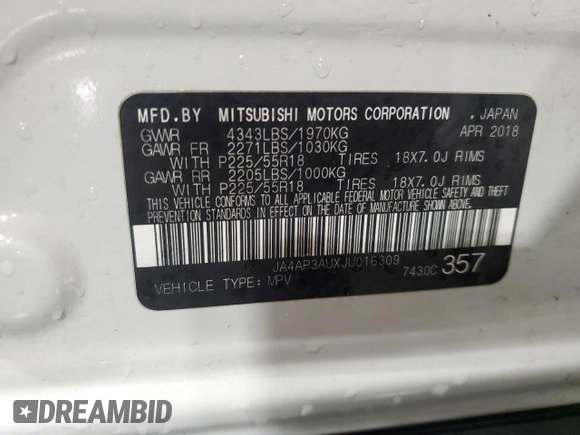 MFD.BY MITSUBISHI MOTORS CORPORATION .JAPAN
GVWR 4343LBS/1970KG APR 2018
GAWR FR 2271LBS/1030KG
WITH P225/55R18 TIRES 18X7.0J RIMS
GAWR RR 2205LBS/1000KG
WITH P225/55R18 TIRES 18X7.0J RIMS
THIS VEHICLE CONFORMS TO ALL APPLICABLE FEDERAL MOTOR VEHICLE SAFETY AND THEFT
PREVENTION STANDARDS IN EFFECT ON THE DATE OF MANUFACTURE SHOWN ABOVE.
JA4AP3AUXJU016309
VEHICLE TYPE: MPV 7430C 357
DREAMBID